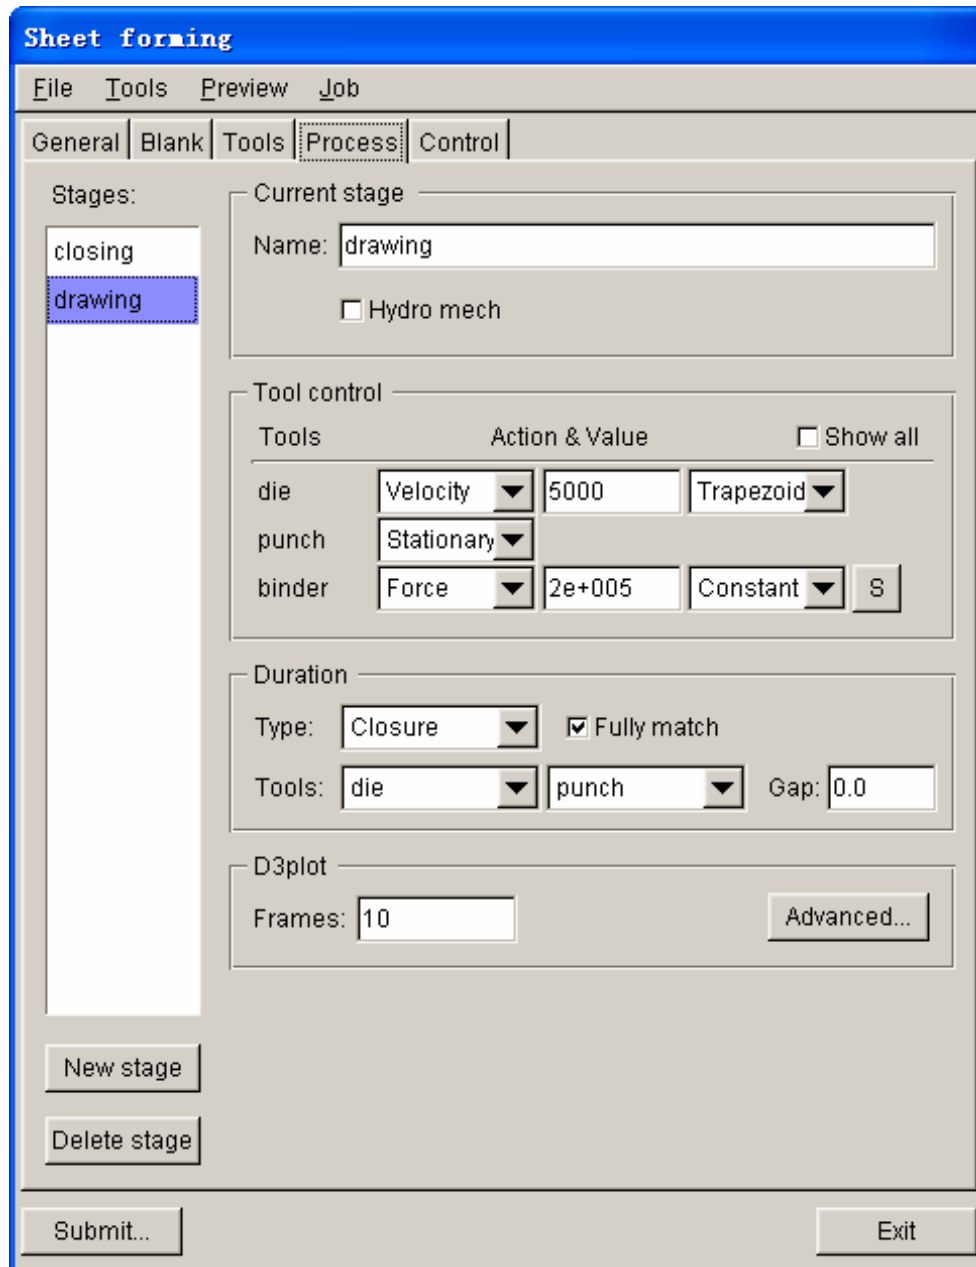 Sheet forming
File Tools Preview Job
General Blank Tools Process Control
Stages:
closing
drawing
New stage
Delete stage
Current stage
Name: drawing
Hydro mech
Tool control
Tools Action & Value Show all
die Velocity 5000 Trapezoid
punch Stationary
binder Force 2e+005 Constant S
Duration
Type: Closure Fully match
Tools: die punch Gap: 0.0
D3plot
Frames: 10 Advanced...
Submit... Exit